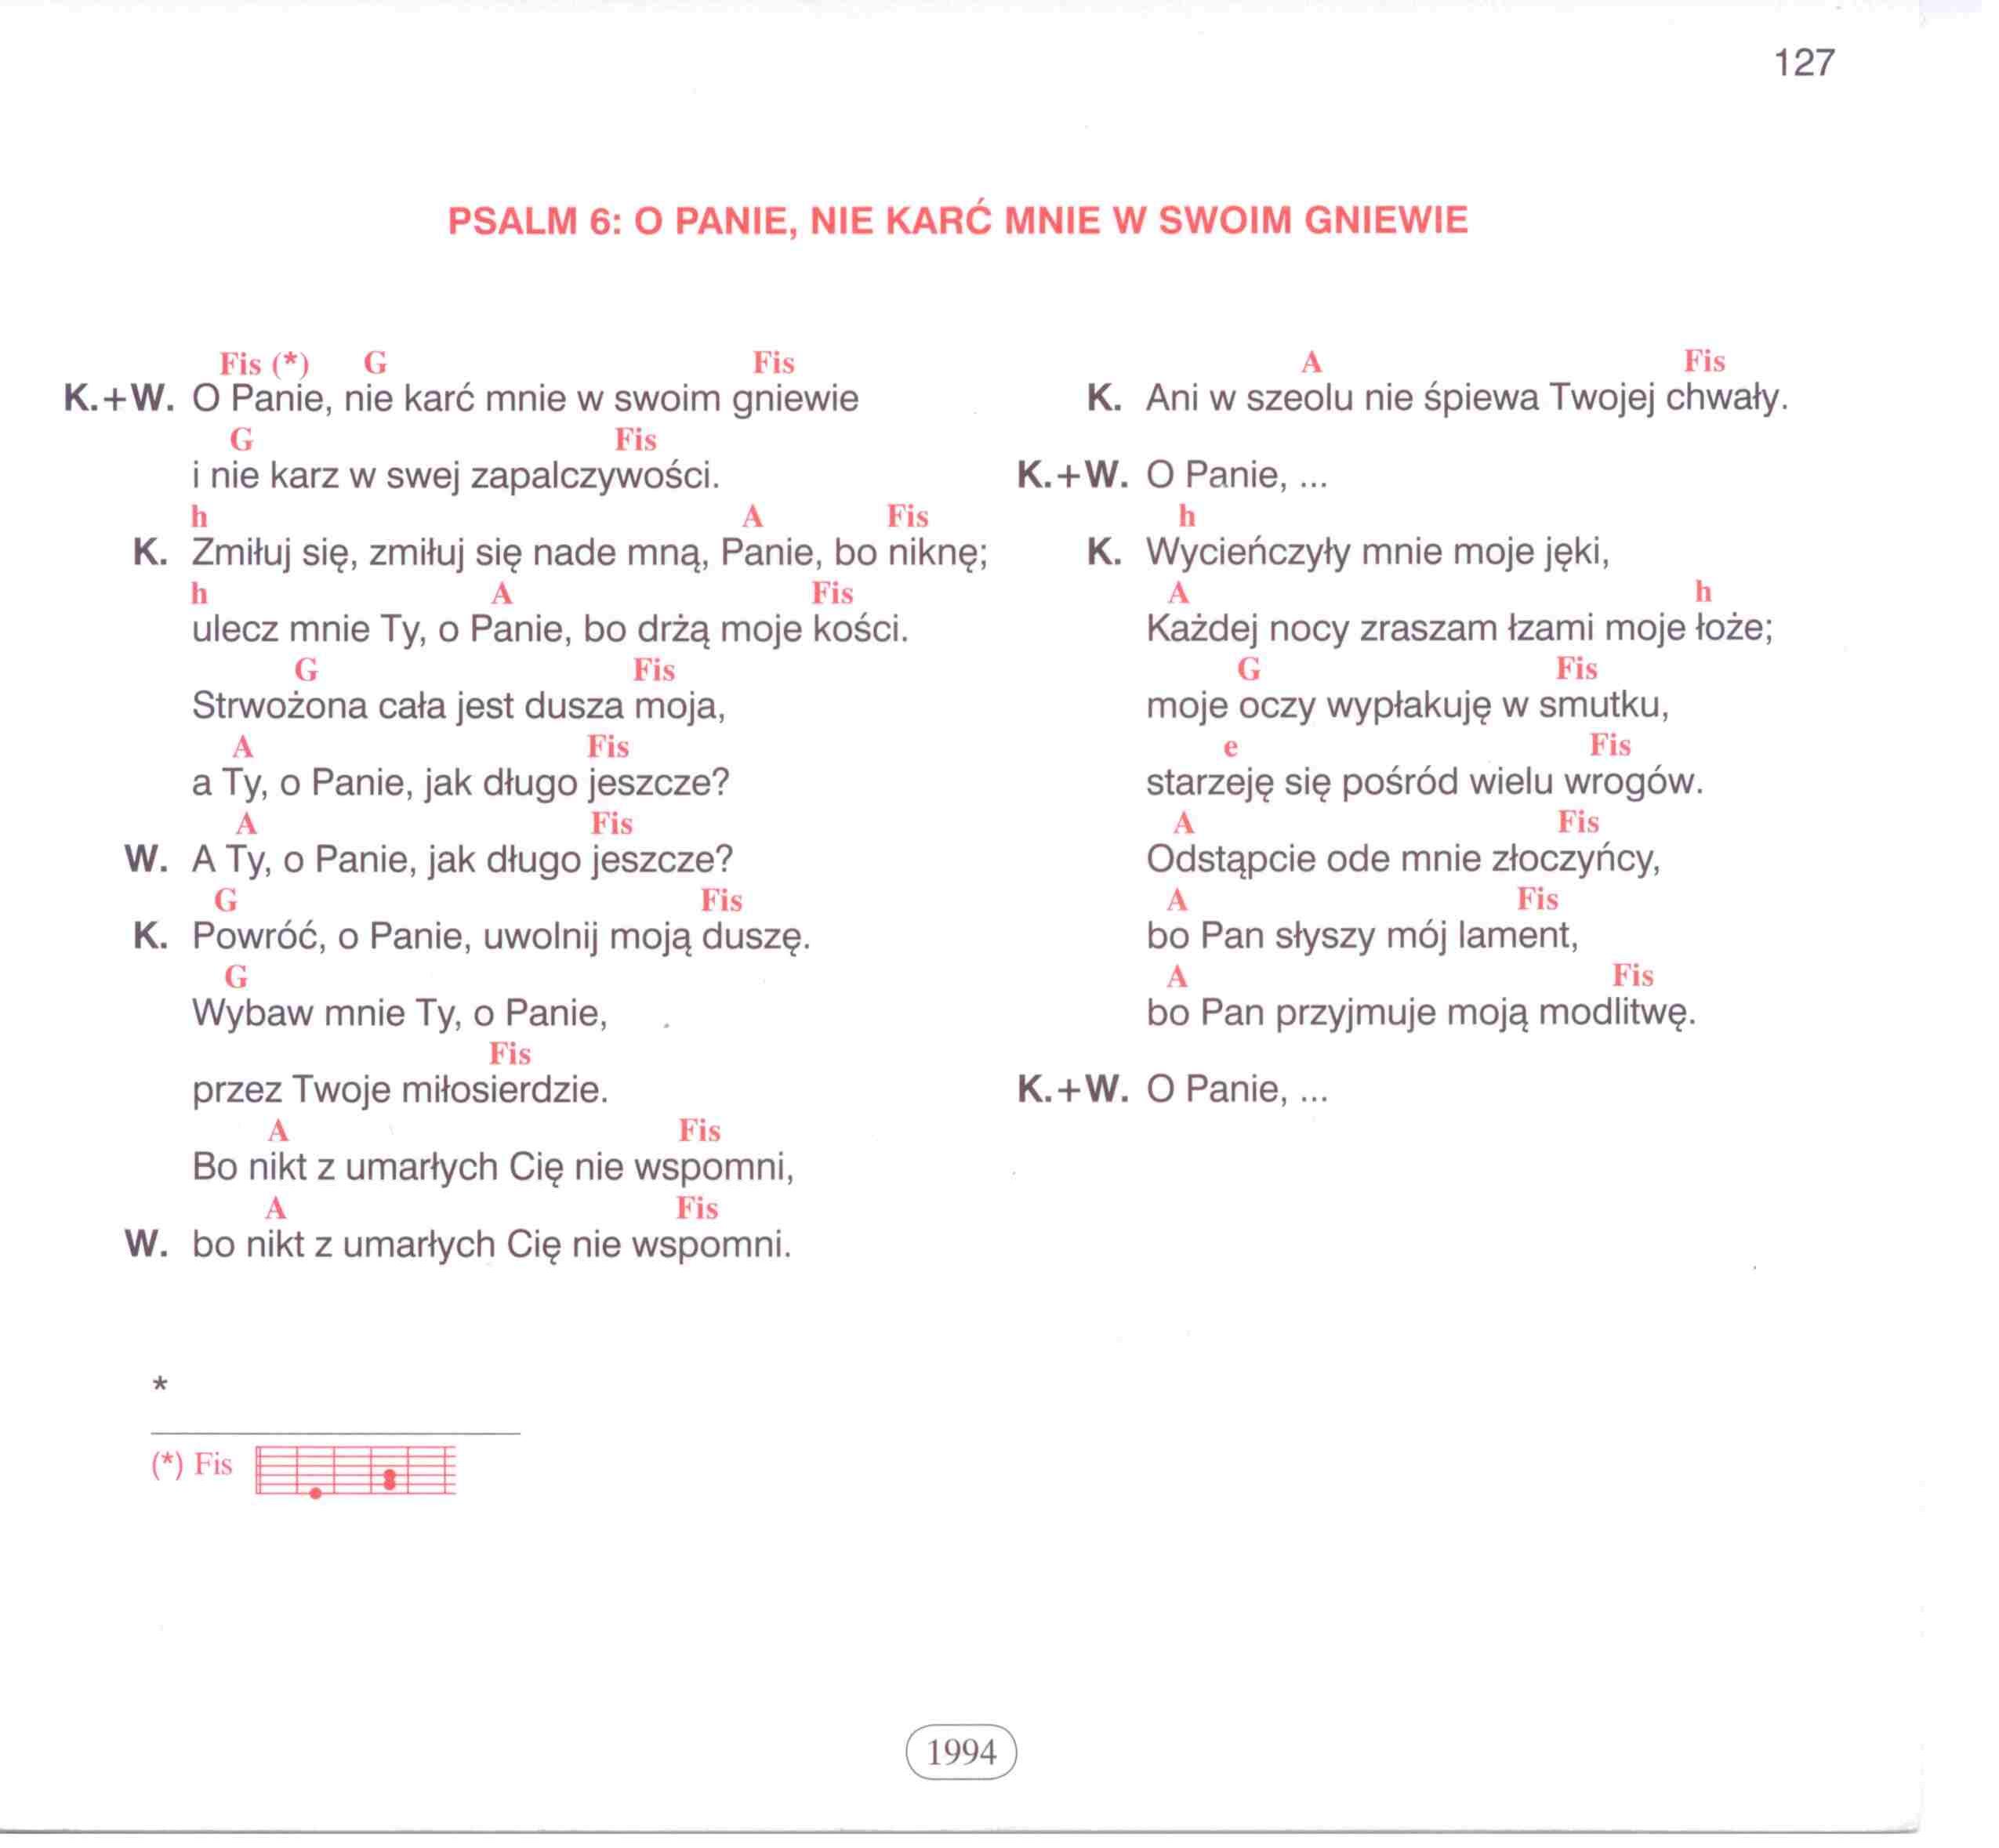 127
PSALM 6: O PANIE, NIE KARĆ MNIE W SWOIM GNIEWIE
Fis (*) G Fis
K.+W. O Panie, nie karć mnie w swoim gniewie
G Fis
i nie karz w swej zapalczywości.
h A Fis
K. Zmiłuj się, zmiłuj się nade mną, Panie, bo niknę;
h A Fis
ulecz mnie Ty, o Panie, bo drżą moje kości.
G Fis
Strwożona cała jest dusza moja,
A Fis
a Ty, o Panie, jak długo jeszcze?
A Fis
W. A Ty, o Panie, jak długo jeszcze?
G Fis
K. Powróć, o Panie, uwolnij moją duszę.
G
Wybaw mnie Ty, o Panie,
Fis
przez Twoje miłosierdzie.
A Fis
Bo nikt z umarłych Cię nie wspomni,
A Fis
W. bo nikt z umarłych Cię nie wspomni.
A Fis
K. Ani w szeolu nie śpiewa Twojej chwały.
K.+W. O Panie, ...
h
K. Wycieńczyły mnie moje jęki,
A h
Każdej nocy zraszam łzami moje łoże;
G Fis
moje oczy wypłakuję w smutku,
e Fis
starzeję się pośród wielu wrogów.
A Fis
Odstąpcie ode mnie złoczyńcy,
A Fis
bo Pan słyszy mój lament,
A Fis
bo Pan przyjmuje moją modlitwę.
K.+W. O Panie, ...
*
(*) Fis
1994